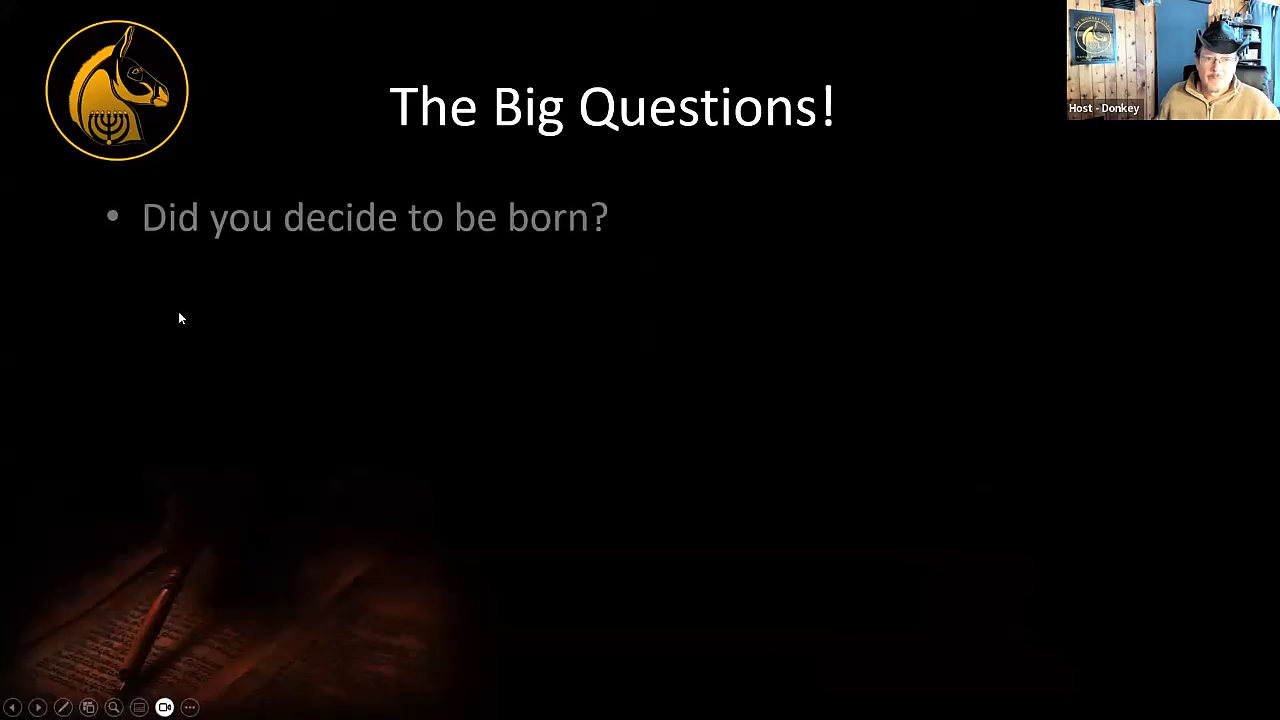 The Big Questions!
Host - Donkey
• Did you decide to be born?